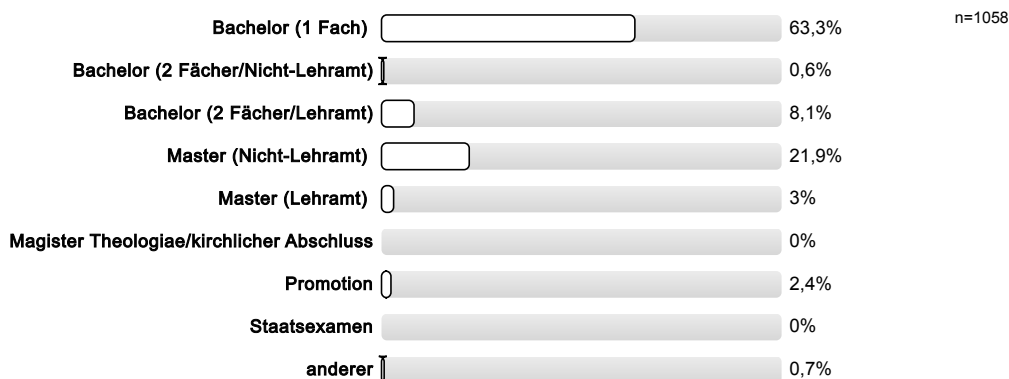 n=1058
Bachelor (1 Fach) 63,3%
Bachelor (2 Fächer/Nicht-Lehramt) 0,6%
Bachelor (2 Fächer/Lehramt) 8,1%
Master (Nicht-Lehramt) 21,9%
Master (Lehramt) 3%
Magister Theologiae/kirchlicher Abschluss 0%
Promotion 2,4%
Staatsexamen 0%
anderer 0,7%